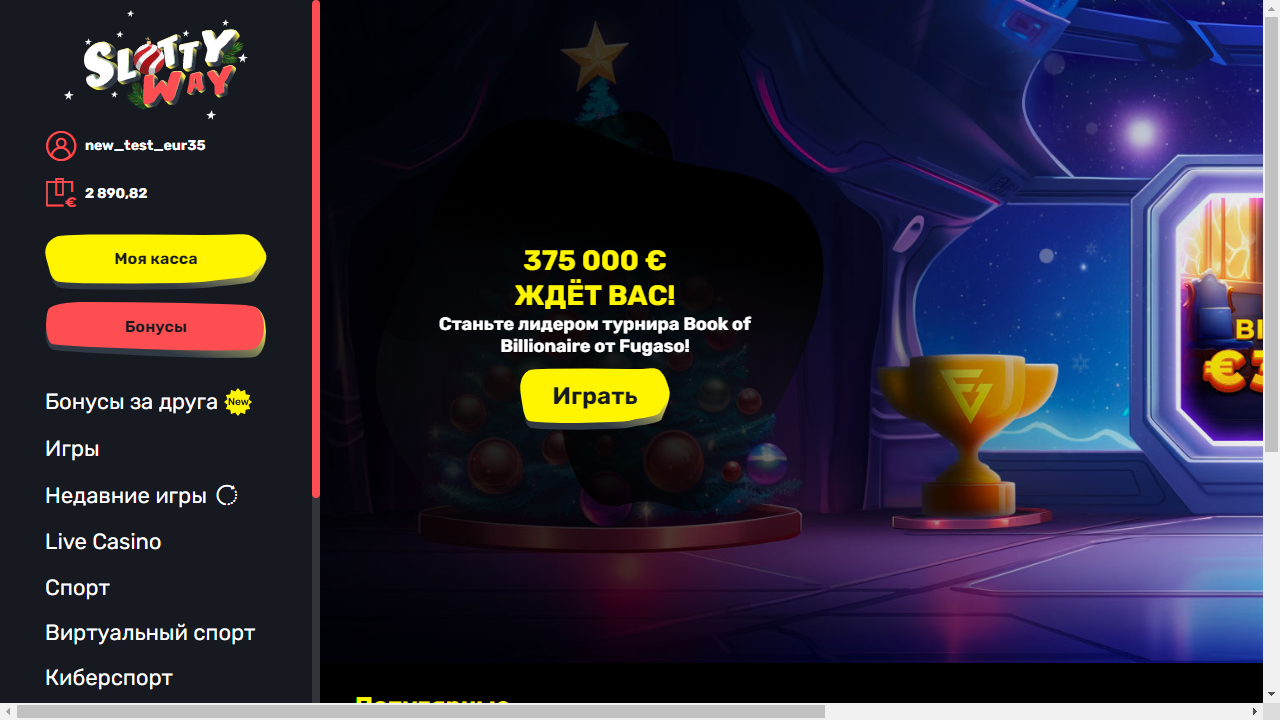 SLOTTY
WAY
new_test_eur35
2 890,82
Моя касса
Бонусы
Бонусы за друга New
Игры
Недавние игры
Live Casino
Спорт
Виртуальный спорт
Киберспорт
375 000 €
ЖДЁТ ВАС!
Станьте лидером турнира Book of
Billionaire от Fugaso!
Играть
Популярные